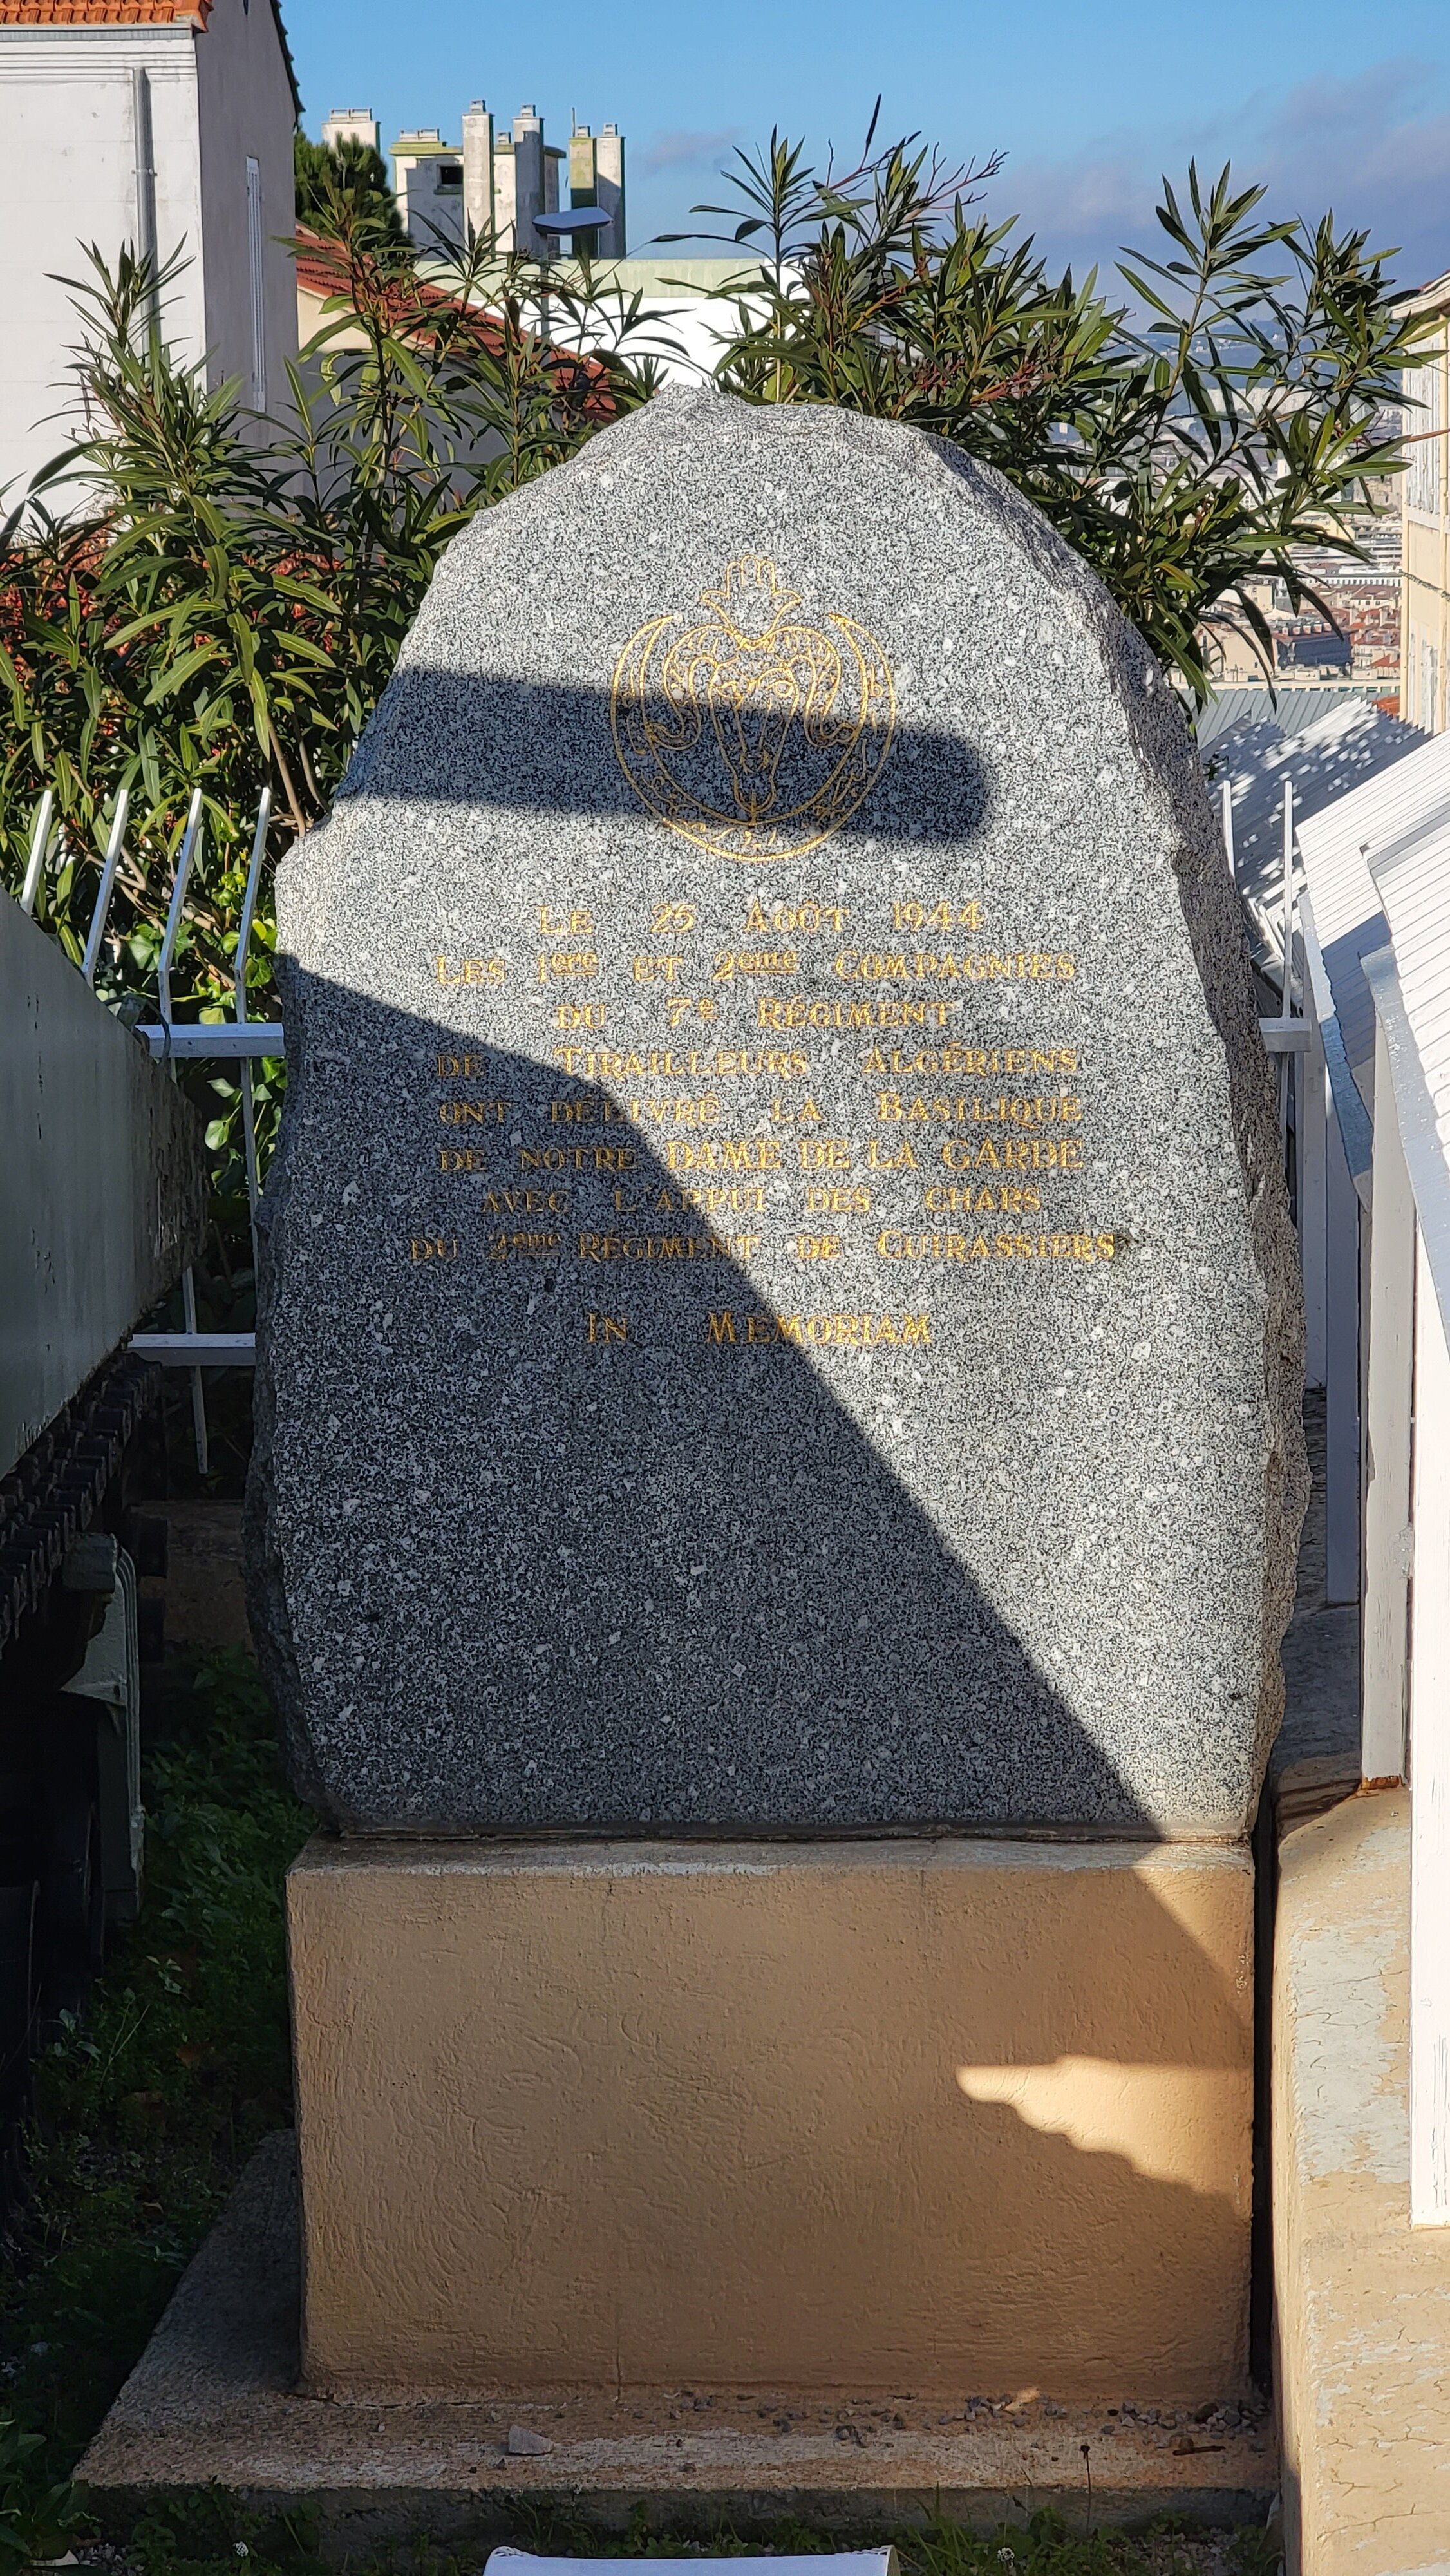 LE 25 AOÛT 1944
LES 1ère ET 2ème COMPAGNIES
DU 7e RÉGIMENT
DE TIRAILLEURS ALGÉRIENS
ONT DÉLIVRÉ LA BASILIQUE
DE NOTRE DAME DE LA GARDE
AVEC L'APPUI DES CHARS
DU 2ème RÉGIMENT DE CUIRASSIERS
IN MEMORIAM